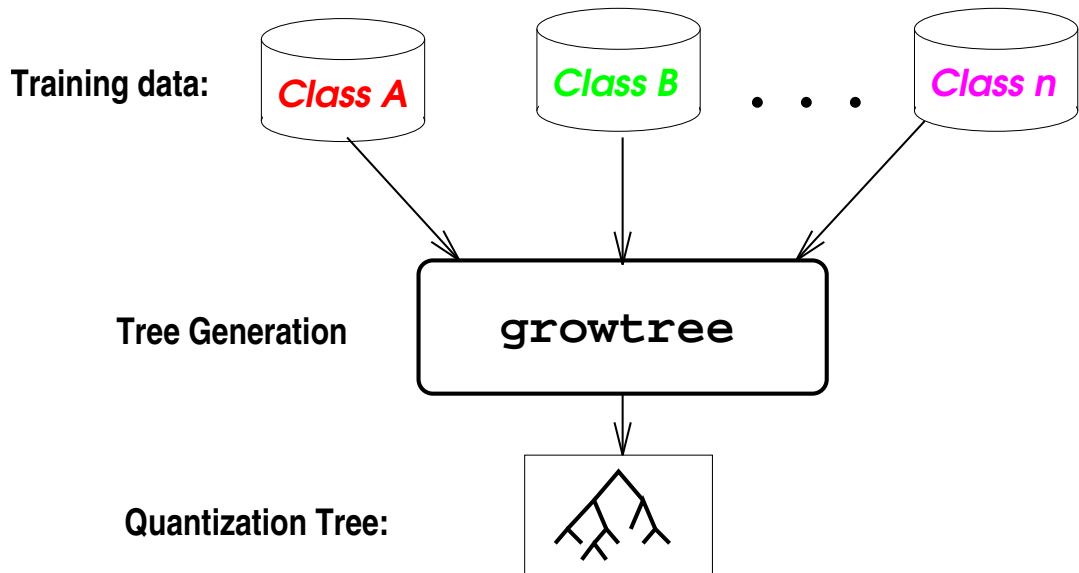 Training data:
Class A
Class B
. . .
Class n
Tree Generation
growtree
Quantization Tree: